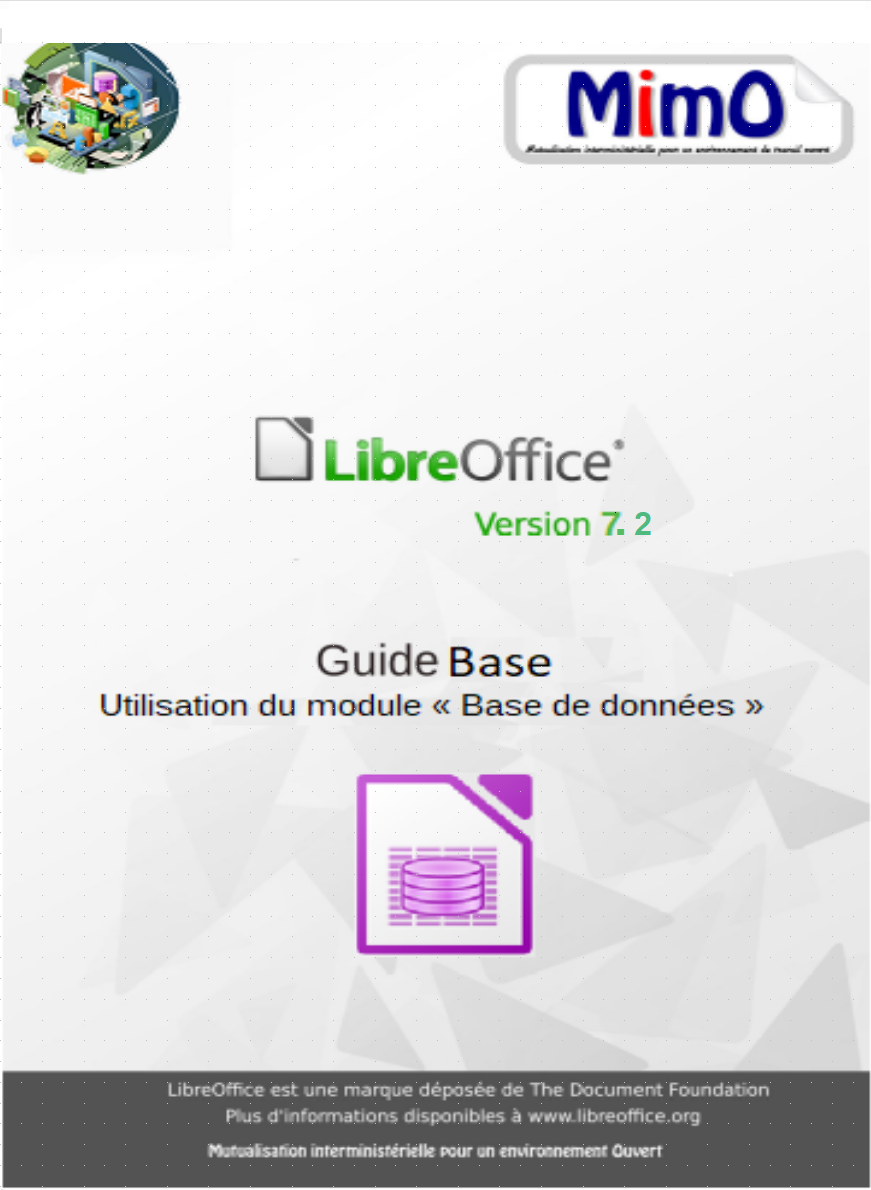 MimO
Mutualisation interministérielle pour un environnement de travail ouvert
LibreOffice®
Version 7. 2
Guide Base
Utilisation du module « Base de données »
LibreOffice est une marque déposée de The Document Foundation
Plus d'informations disponibles à www.libreoffice.org
Mutualisation interministérielle pour un environnement Ouvert